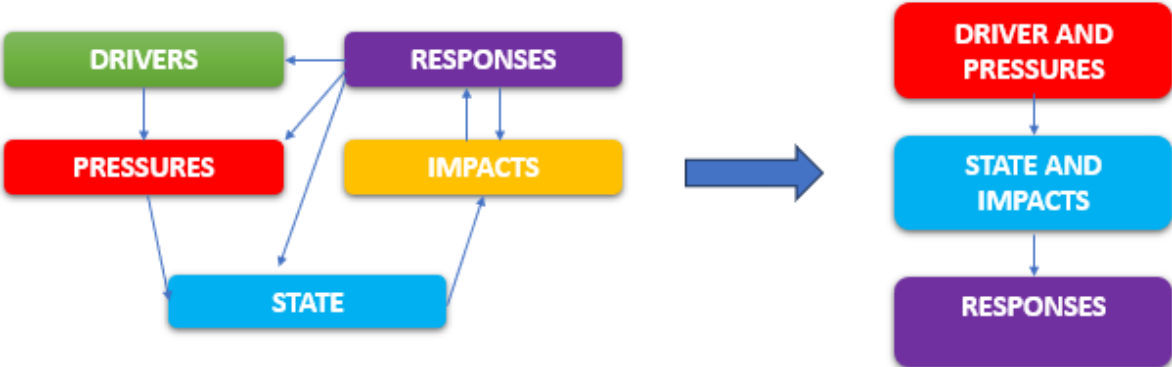 DRIVERS
RESPONSES
PRESSURES
IMPACTS
STATE
DRIVER AND
PRESSURES
STATE AND
IMPACTS
RESPONSES